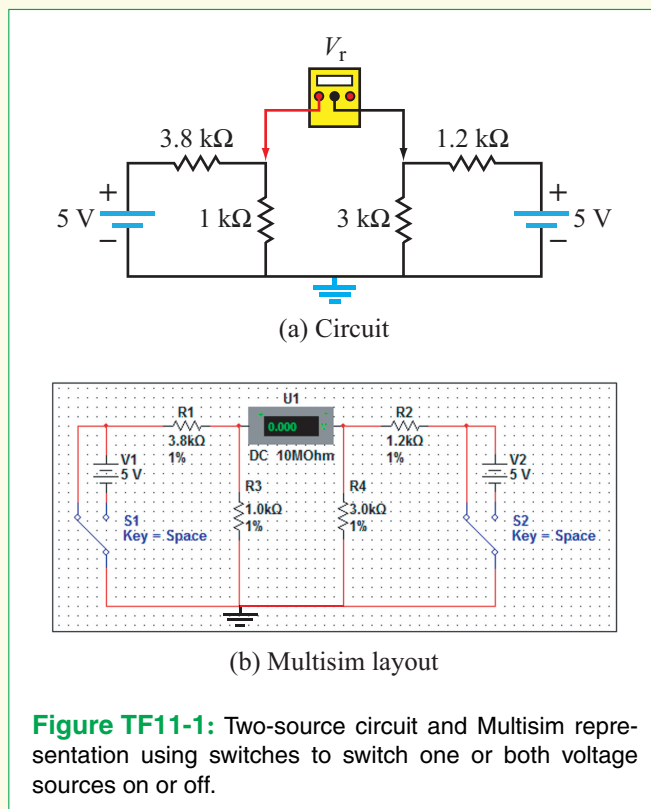 Vr
3.8 kΩ
1.2 kΩ
+
+
5 V
1 kΩ
3 kΩ
5 V
−
−
(a) Circuit
U1
R1
R2
+
0.000
3.8kΩ
1.2kΩ
1%
DC 10MOhm
1%
V1
5 V
R3
R4
V2
5 V
1.0kΩ
3.0kΩ
S1
1%
1%
S2
Key = Space
Key = Space
(b) Multisim layout
Figure TF11-1: Two-source circuit and Multisim repre-
sentation using switches to switch one or both voltage
sources on or off.